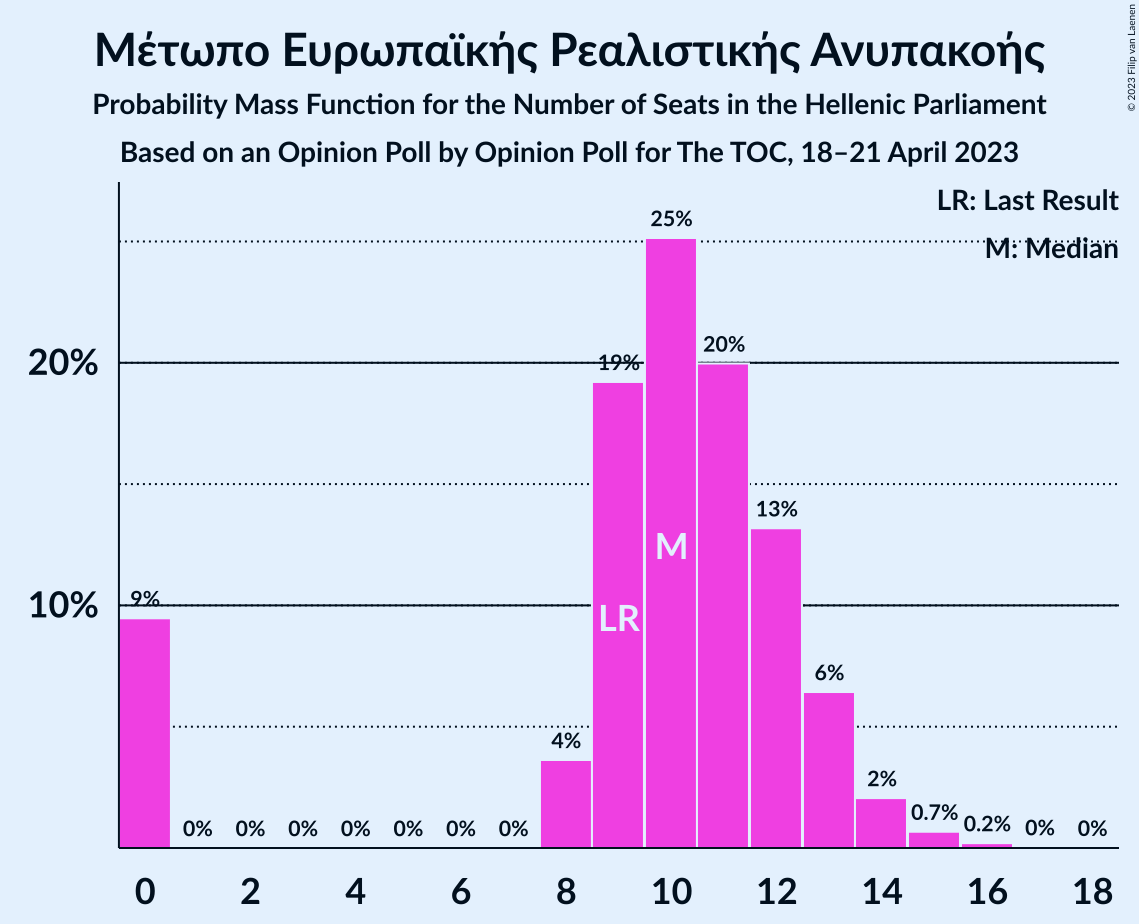 Μέτωπο Ευρωπαϊκής Ρεαλιστικής Ανυπακοής
Probability Mass Function for the Number of Seats in the Hellenic Parliament
Based on an Opinion Poll by Opinion Poll for The TOC, 18–21 April 2023
© 2023 Filip van Laenen
LR: Last Result
M: Median
20%
10%
9%
0%
0%
0%
0%
0%
0%
0%
4%
19%
25%
20%
13%
6%
2%
0.7%
0.2%
0%
0%
LR
M
0 2 4 6 8 10 12 14 16 18